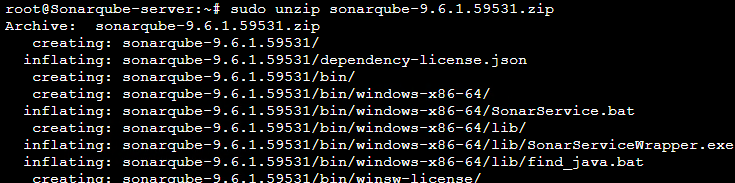 root@Sonarqube-server:~# sudo unzip sonarqube-9.6.1.59531.zip
Archive:  sonarqube-9.6.1.59531.zip
   creating: sonarqube-9.6.1.59531/
  inflating: sonarqube-9.6.1.59531/dependency-license.json
   creating: sonarqube-9.6.1.59531/bin/
   creating: sonarqube-9.6.1.59531/bin/windows-x86-64/
  inflating: sonarqube-9.6.1.59531/bin/windows-x86-64/SonarService.bat
   creating: sonarqube-9.6.1.59531/bin/windows-x86-64/lib/
  inflating: sonarqube-9.6.1.59531/bin/windows-x86-64/lib/SonarServiceWrapper.exe
  inflating: sonarqube-9.6.1.59531/bin/windows-x86-64/lib/find_java.bat
   creating: sonarqube-9.6.1.59531/bin/winsw-license/